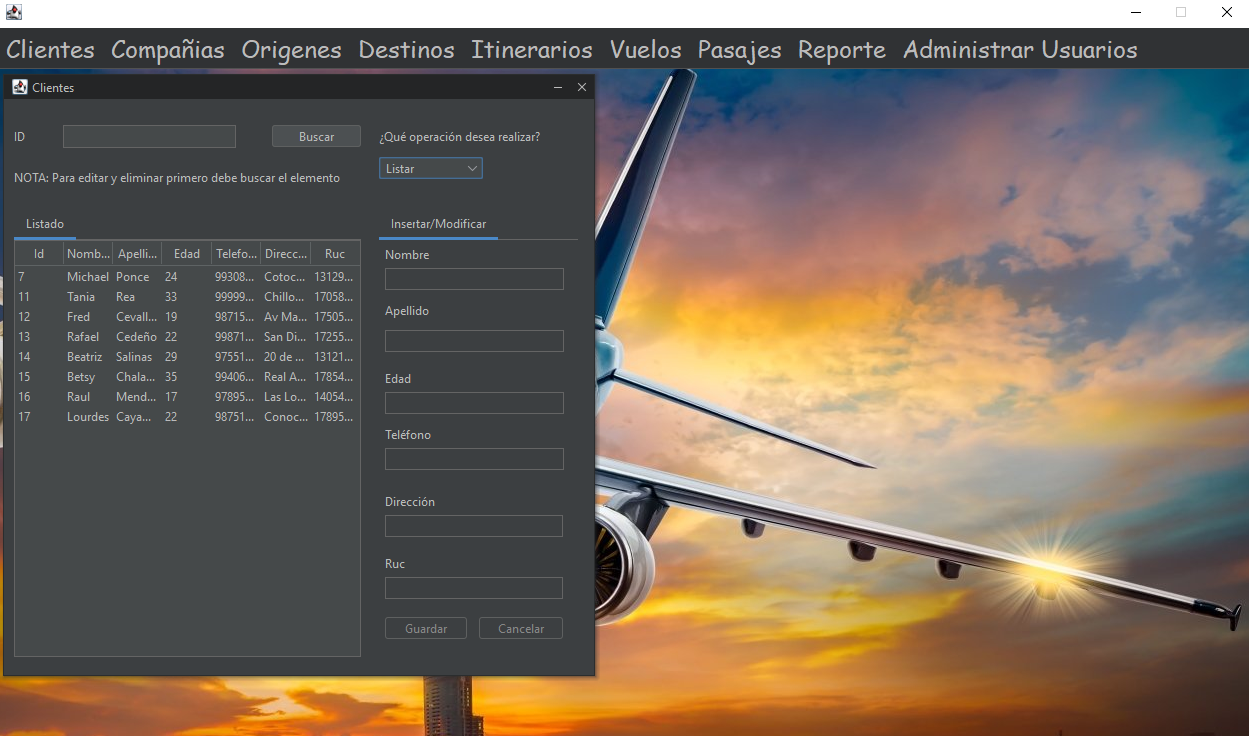 Clientes Compañias Origenes Destinos Itinerarios Vuelos Pasajes Reporte Administrar Usuarios
Clientes
ID
Buscar
¿Qué operación desea realizar?
Listar
NOTA: Para editar y eliminar primero debe buscar el elemento
Listado
Id Nomb... Apelli... Edad Telefo... Direcc... Ruc
7 Michael Ponce 24 99308... Cotoc... 13129...
11 Tania Rea 33 99999... Chillo... 17058...
12 Fred Cevall... 19 98715... Av Ma... 17505...
13 Rafael Cedeño 22 99871... San Di... 17255...
14 Beatriz Salinas 29 97551... 20 de ... 13121...
15 Betsy Chala... 35 99406... Real A... 17854...
16 Raul Mend... 17 97895... Las Lo... 14054...
17 Lourdes Caya... 22 98751... Conoc... 17895...
Insertar/Modificar
Nombre
Apellido
Edad
Teléfono
Dirección
Ruc
Guardar Cancelar